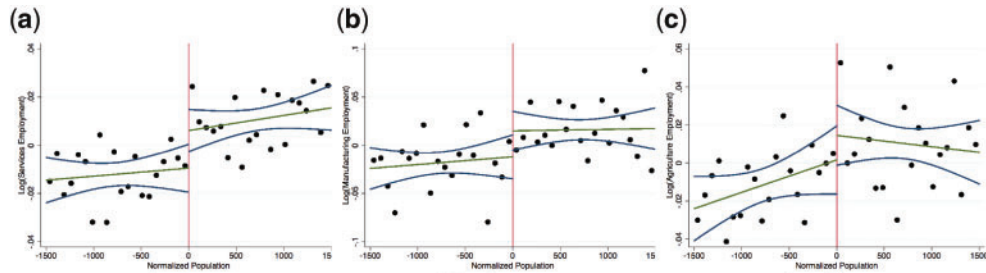 (a)
Log(Services Employment)
.04
.02
0
-.02
-.04
-1500 -1000 -500 0 500 1000 15
Normalized Population
(b)
Log(Manufacturing Employment)
.1
.05
0
-.05
-.1
-1500 -1000 -500 0 500 1000 15
Normalized Population
(c)
Log(Agriculture Employment)
.06
.04
.02
0
-.02
-.04
-1500 -1000 -500 0 500 1000 1500
Normalized Population